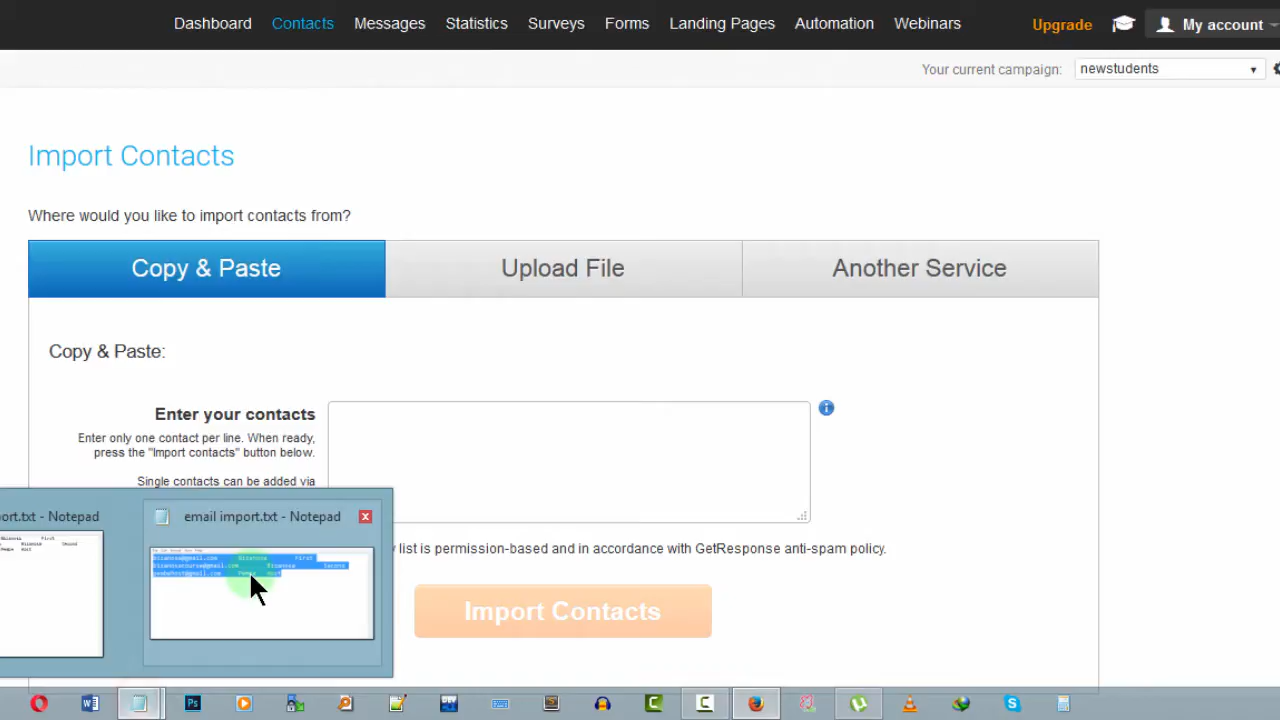 Dashboard Contacts Messages Statistics Surveys Forms Landing Pages Automation Webinars Upgrade My account
Your current campaign: newstudents
Import Contacts
Where would you like to import contacts from?
Copy & Paste Upload File Another Service
Copy & Paste:
Enter your contacts
Enter only one contact per line. When ready,
press the "Import contacts" button below.
Single contacts can be added via
ort.txt - Notepad email import.txt - Notepad
list is permission-based and in accordance with GetResponse anti-spam policy.
Import Contacts